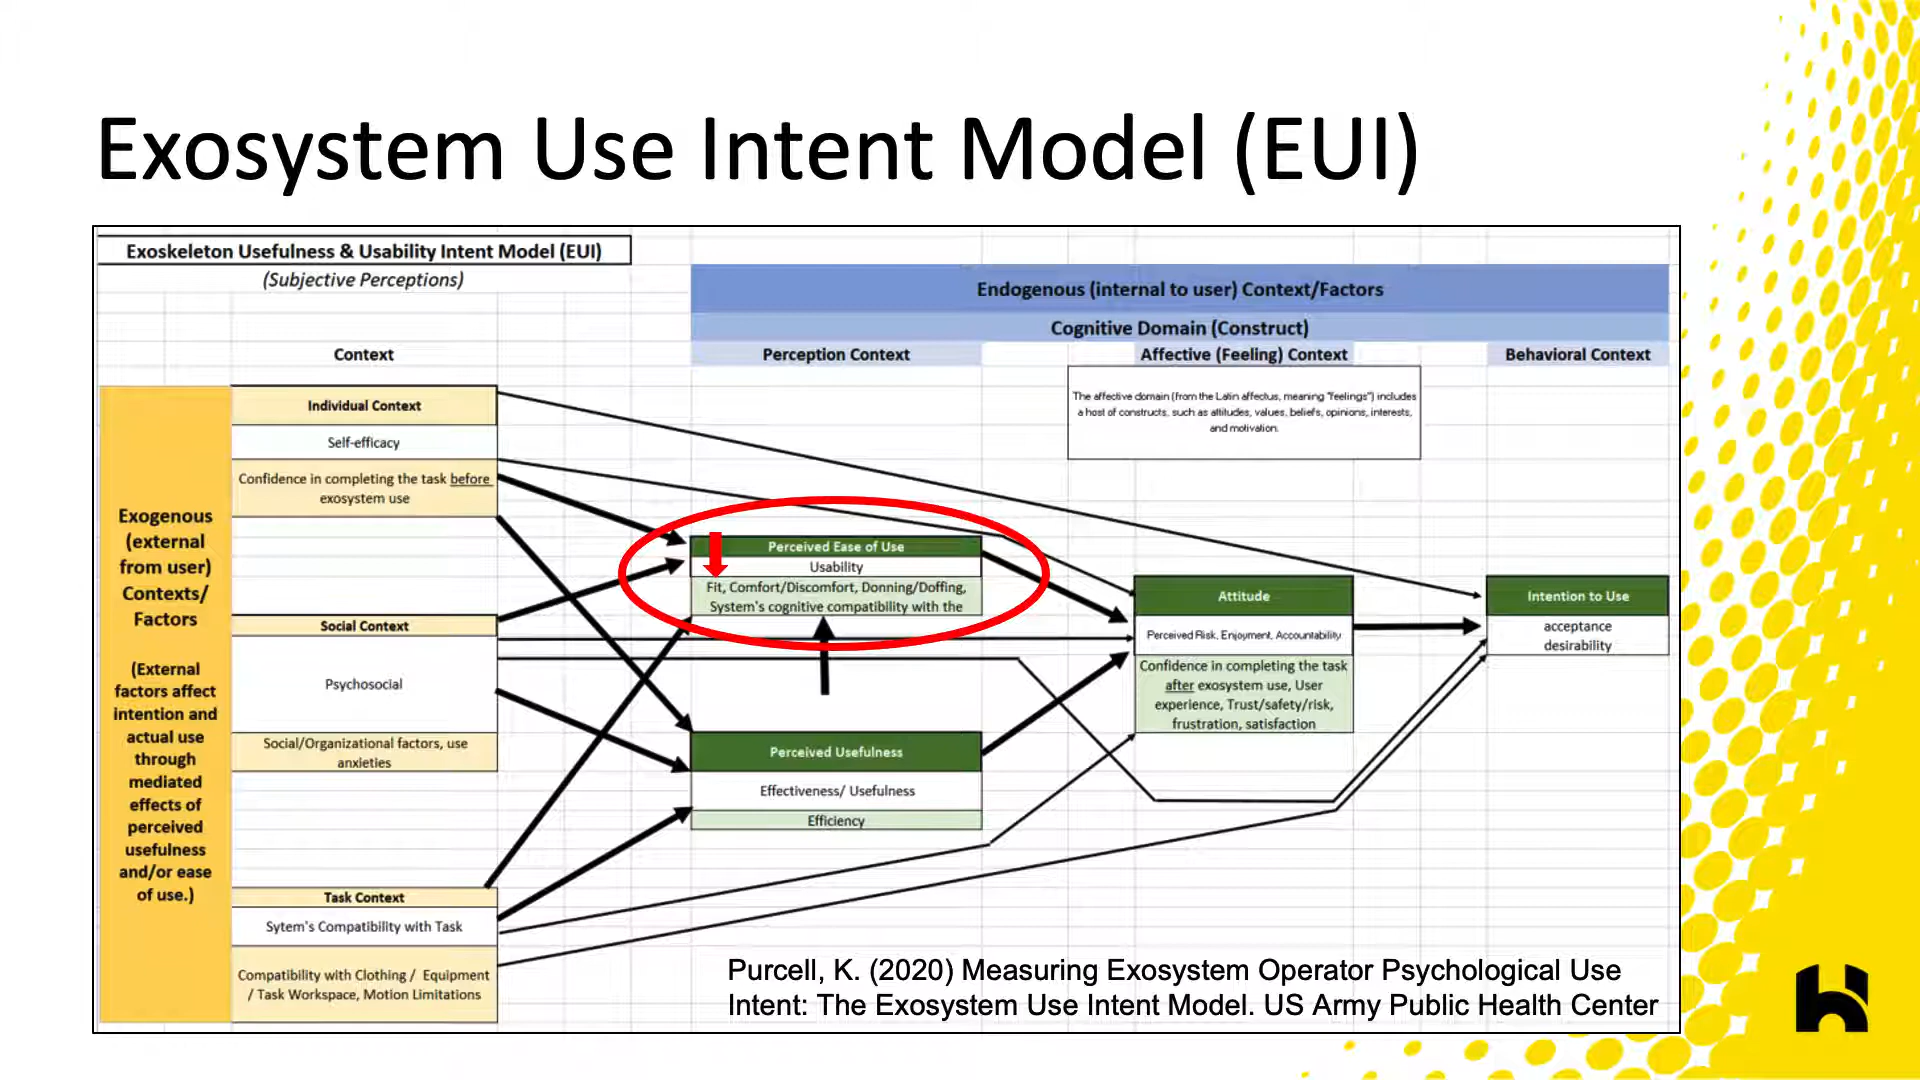 Exosystem Use Intent Model (EUI)
Exoskeleton Usefulness & Usability Intent Model (EUI)
(Subjective Perceptions)
Endogenous (internal to user) Context/Factors
Cognitive Domain (Construct)
Context
Perception Context
Affective (Feeling) Context
Behavioral Context
The affective domain (from the Latin affectus, meaning "feelings") includes
a host of constructs, such as attitudes, values, beliefs, opinions, interests,
and motivation.
Exogenous
(external
from user)
Contexts/
Factors
(External
factors affect
intention and
actual use
through
mediated
effects of
perceived
usefulness
and/or ease
of use.)
Individual Context
Self-efficacy
Confidence in completing the task before
exosystem use
Social Context
Psychosocial
Social/Organizational factors, use
anxieties
Task Context
Sytem's Compatibility with Task
Compatibility with Clothing / Equipment
/ Task Workspace, Motion Limitations
Perceived Ease of Use
Usability
Fit, Comfort/Discomfort, Donning/Doffing,
System's cognitive compatibility with the
Perceived Usefulness
Effectiveness/ Usefulness
Efficiency
Attitude
Perceived Risk, Enjoyment, Accountability
Confidence in completing the task
after exosystem use, User
experience, Trust/safety/risk,
frustration, satisfaction
Intention to Use
acceptance
desirability
Purcell, K. (2020) Measuring Exosystem Operator Psychological Use
Intent: The Exosystem Use Intent Model. US Army Public Health Center